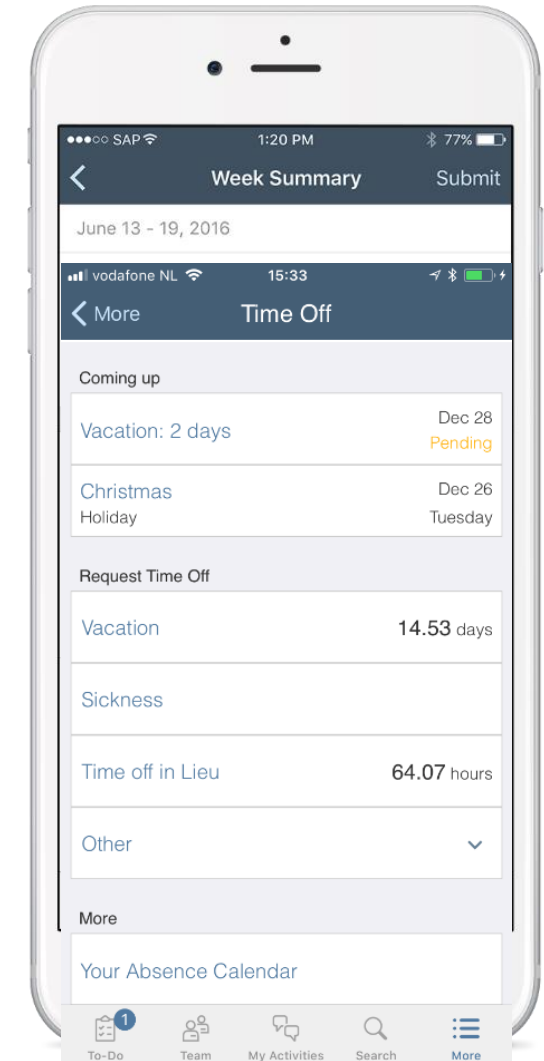 SAP 1:20 PM 77%
Week Summary Submit
June 13 - 19, 2016
vodafone NL 15:33
More Time Off
Coming up
Vacation: 2 days Dec 28
Pending
Christmas Dec 26
Holiday Tuesday
Request Time Off
Vacation 14.53 days
Sickness
Time off in Lieu 64.07 hours
Other
More
Your Absence Calendar
1
To-Do Team My Activities Search More